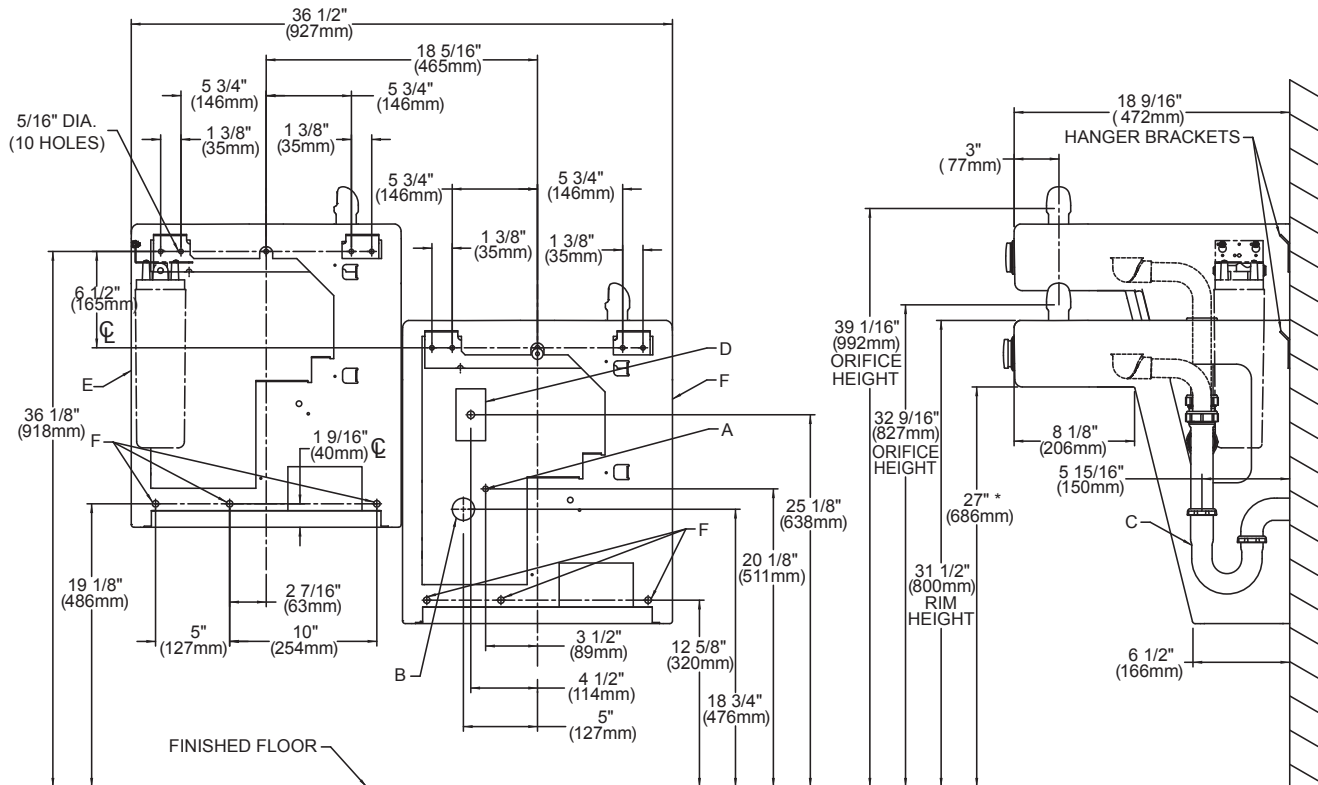 36 1/2"
(927mm)
18 5/16"
(465mm)
5 3/4"
(146mm)
5 3/4"
(146mm)
5/16" DIA.
(10 HOLES)
1 3/8"
(35mm)
1 3/8"
(35mm)
5 3/4"
(146mm)
5 3/4"
(146mm)
1 3/8"
(35mm)
1 3/8"
(35mm)
6 1/2"
(165mm)
℄
E
D
F
A
36 1/8"
(918mm)
F
1 9/16"
(40mm)
℄
25 1/8"
(638mm)
20 1/8"
(511mm)
F
19 1/8"
(486mm)
2 7/16"
(63mm)
5"
(127mm)
10"
(254mm)
3 1/2"
(89mm)
12 5/8"
(320mm)
B
4 1/2"
(114mm)
18 3/4"
(476mm)
5"
(127mm)
FINISHED FLOOR
18 9/16"
(472mm)
HANGER BRACKETS
3"
(77mm)
39 1/16"
(992mm)
ORIFICE
HEIGHT
32 9/16"
(827mm)
ORIFICE
HEIGHT
8 1/8"
(206mm)
5 15/16"
(150mm)
27" *
(686mm)
C
31 1/2"
(800mm)
RIM
HEIGHT
6 1/2"
(166mm)